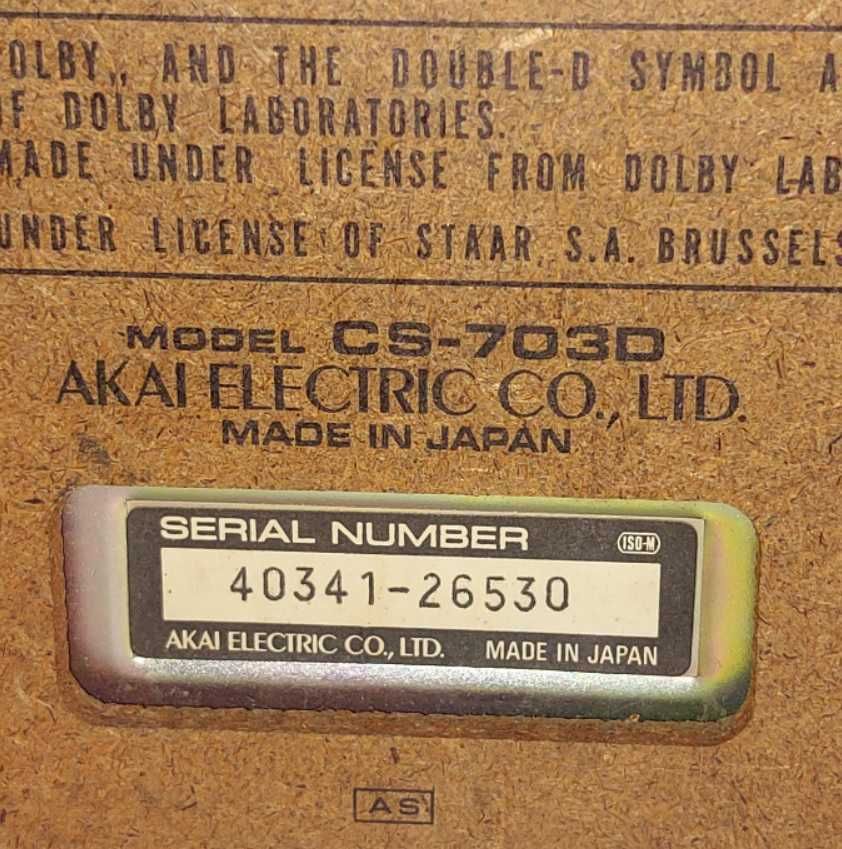 OLBY,, AND THE DOUBLE-D SYMBOL A
OF DOLBY LABORATORIES.
MADE UNDER LICENSE FROM DOLBY LAB
UNDER LICENSE OF STAAR S.A. BRUSSELS
MODEL CS-703D
AKAI ELECTRIC CO., LTD.
MADE IN JAPAN
SERIAL NUMBER ISO-M
40341-26530
AKAI ELECTRIC CO., LTD. MADE IN JAPAN
AS